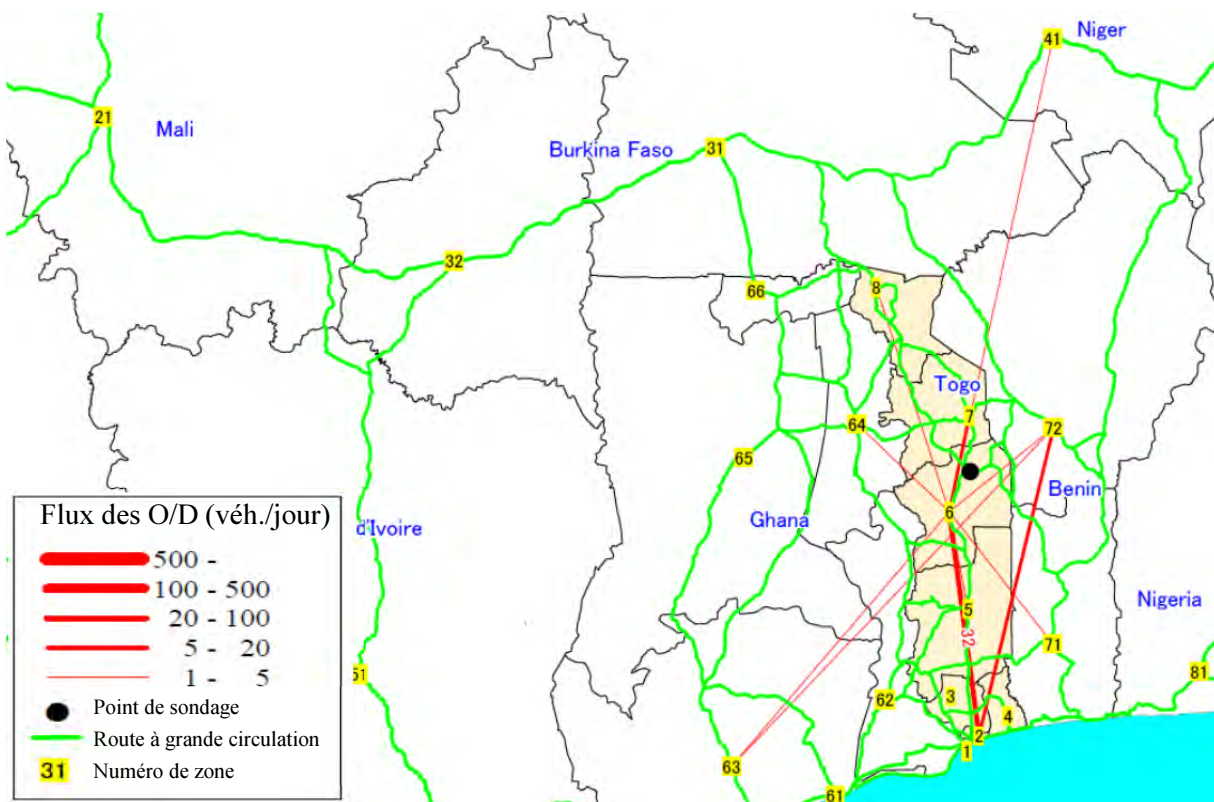 41
Niger
21
Mali
Burkina Faso
31
32
66
8
Togo
7
64
72
65
Benin
6
Ghana
Flux des O/D (véh./jour)
500 -
100 - 500
20 - 100
5 - 20
1 - 5
Point de sondage
Route à grande circulation
31 Numéro de zone
d'Ivoire
Nigeria
5
32
71
51
81
62
3
4
2
1
63
61